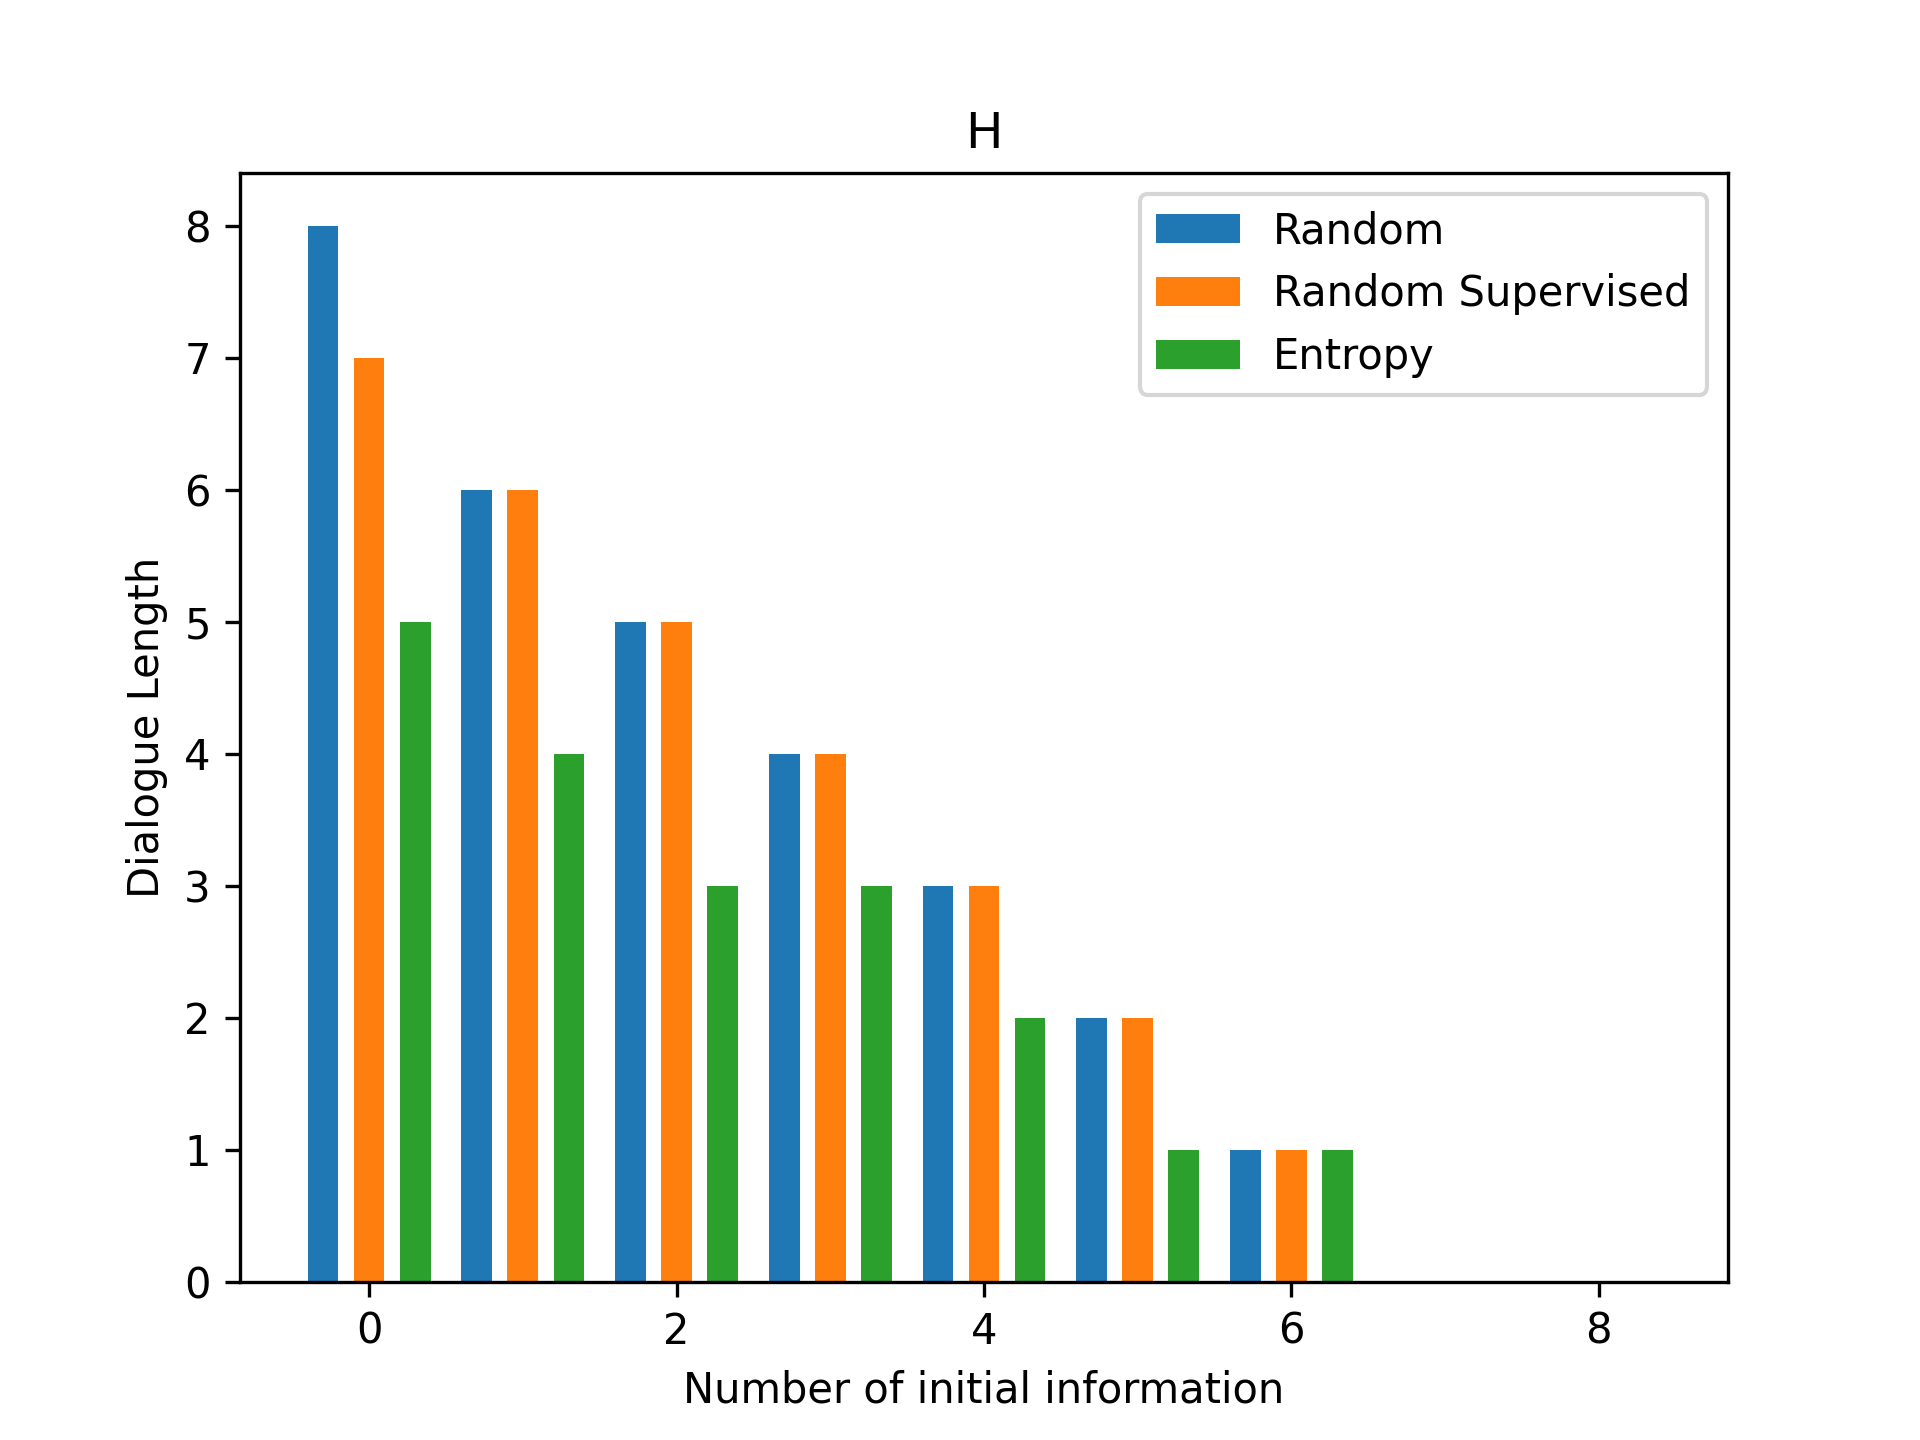 H
Random
Random Supervised
Entropy
Dialogue Length
8
7
6
5
4
3
2
1
0
0 2 4 6 8
Number of initial information